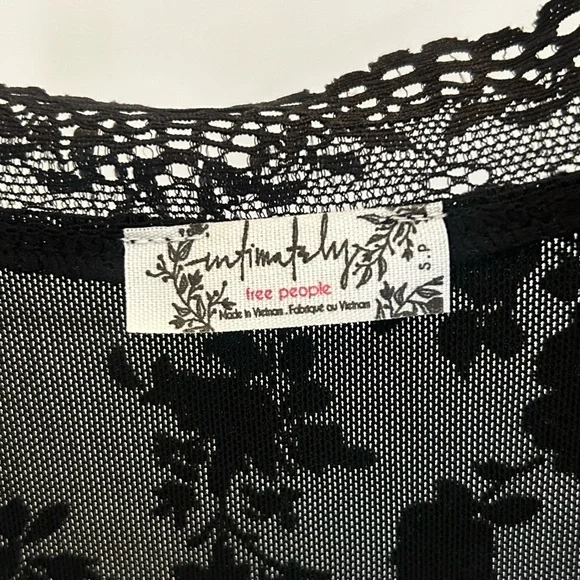 intimately
free people
Made in Vietnam . Fabriqué au Vietnam
S.P